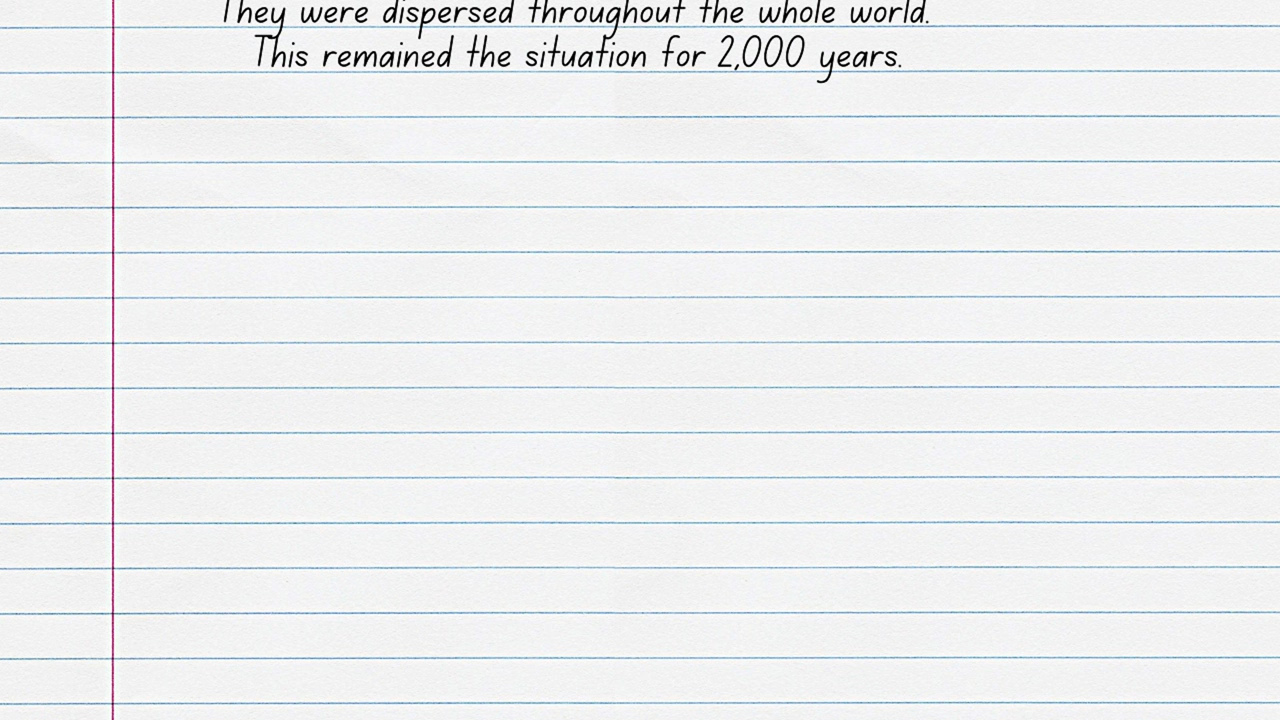 They were dispersed throughout the whole world.
This remained the situation for 2,000 years.